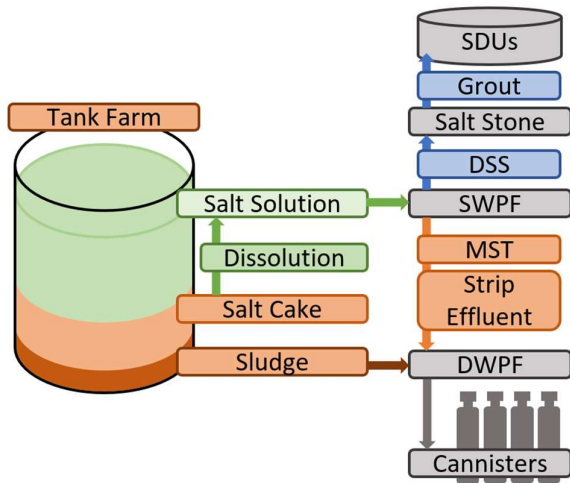 SDUs
Grout
Tank Farm
Salt Stone
DSS
Salt Solution
SWPF
MST
Dissolution
Strip
Effluent
Salt Cake
Sludge
DWPF
Cannisters